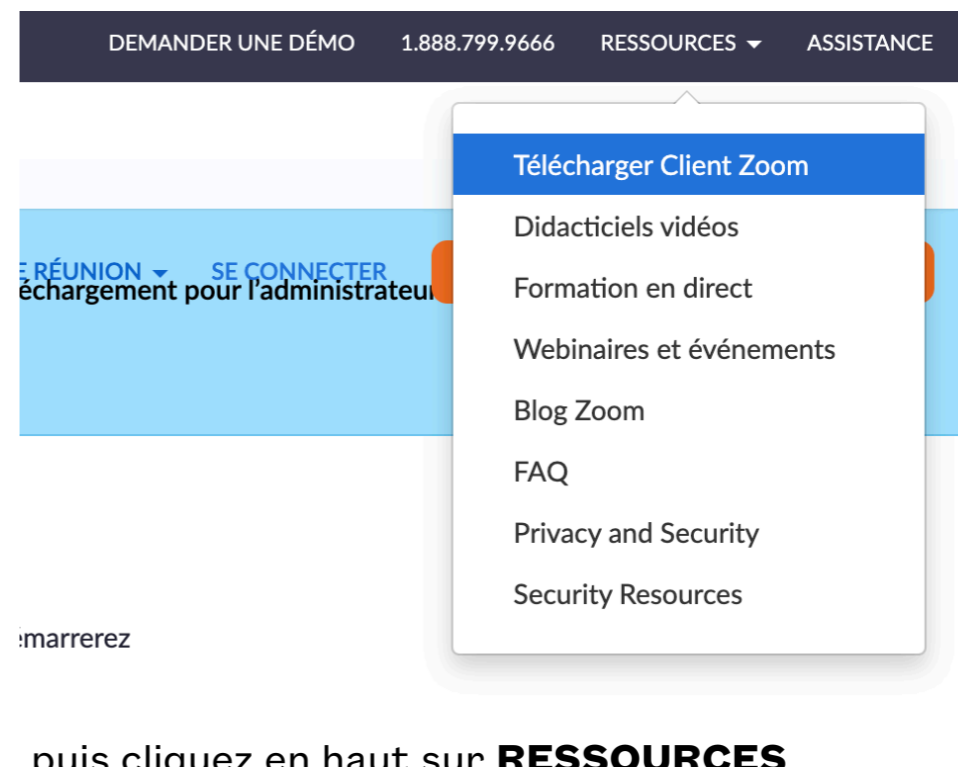 DEMANDER UNE DÉMO 1.888.799.9666 RESSOURCES ASSISTANCE
Télécharger Client Zoom
Didacticiels vidéos
RÉUNION SE CONNECTER
échargement pour l'administrateur
Formation en direct
Webinaires et événements
Blog Zoom
FAQ
Privacy and Security
Security Resources
émarrerez
puis cliquez en haut sur RESSOURCES